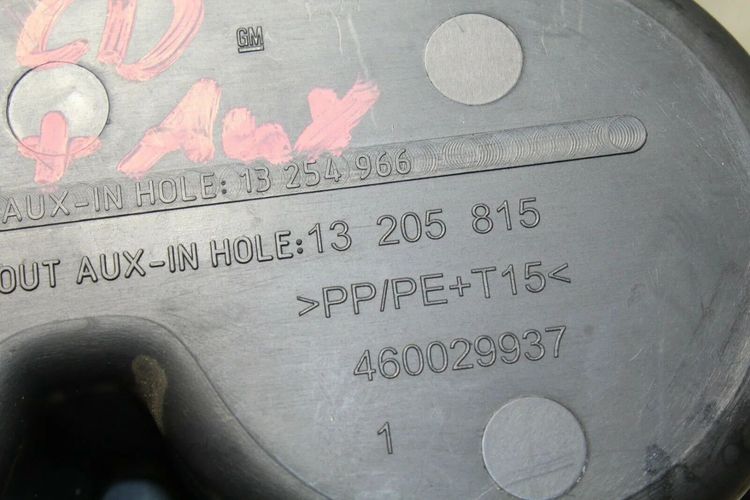 CD
GM
+ Aux
AUX-IN HOLE: 13 254 966
OUT AUX-IN HOLE: 13 205 815
>PP/PE+T15<
460029937
1